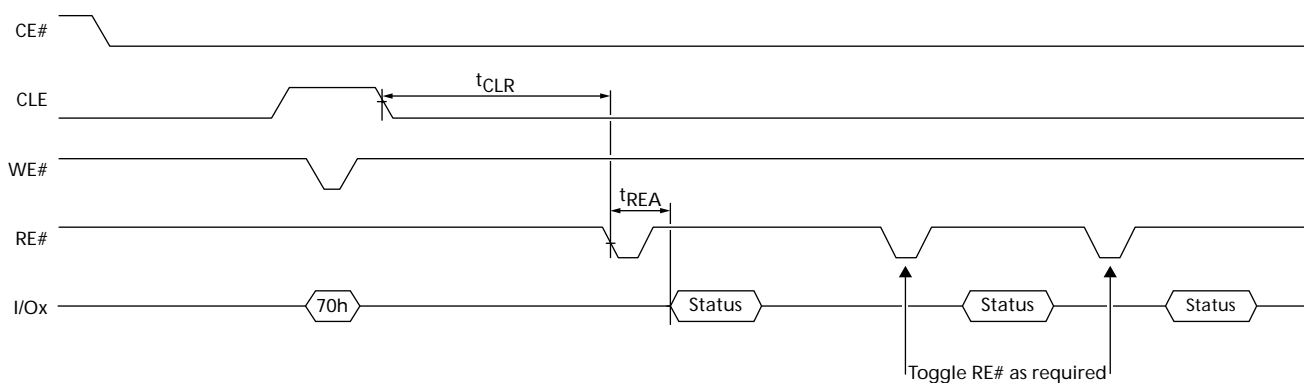 CE#
tCLR
CLE
WE#
tREA
RE#
I/Ox 70h Status Status Status
Toggle RE# as required